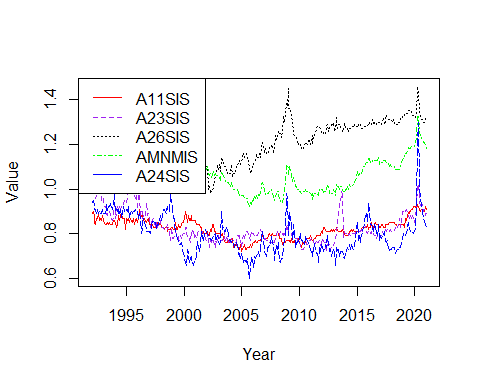 A11SIS
A23SIS
A26SIS
AMNMIS
A24SIS
Value
0.6 0.8 1.0 1.2 1.4
1995 2000 2005 2010 2015 2020
Year